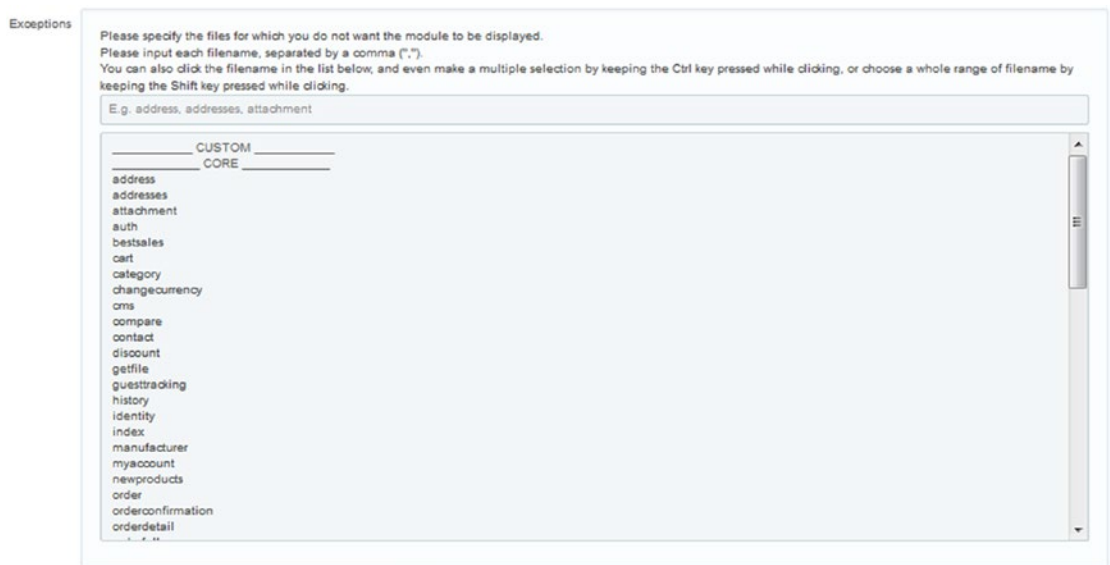 Exceptions
Please specify the files for which you do not want the module to be displayed.
Please input each filename, separated by a comma (",").
You can also click the filename in the list below, and even make a multiple selection by keeping the Ctrl key pressed while clicking, or choose a whole range of filename by
keeping the Shift key pressed while clicking.
E.g. address, addresses, attachment
___________ CUSTOM ___________
____________ CORE ____________
address
addresses
attachment
auth
bestsales
cart
category
changecurrency
cms
compare
contact
discount
getfile
guesttracking
history
identity
index
manufacturer
myaccount
newproducts
order
orderconfirmation
orderdetail